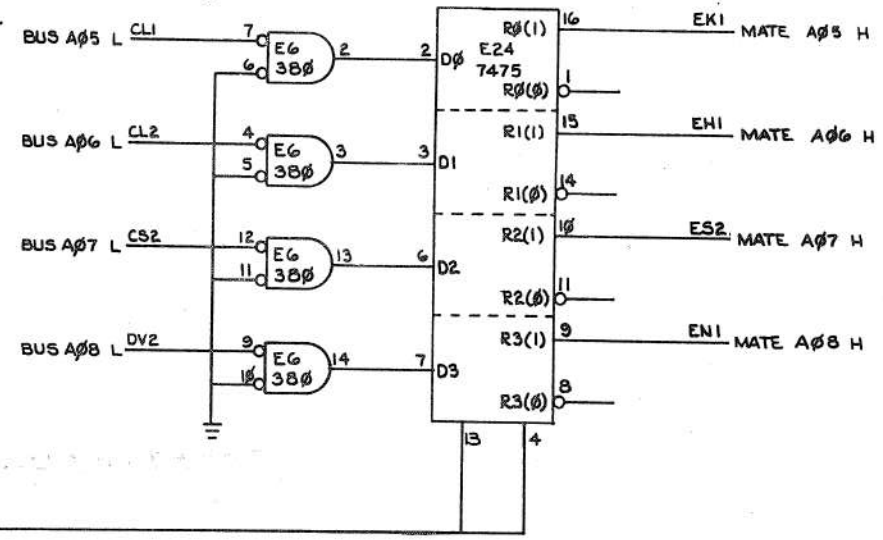 BUS AØ5 L CL1 7 E6 380 2 2 DØ E24 7475 RØ(1) 16 EK1 MATE AØ5 H
6
RØ(Ø) 1
BUS AØ6 L CL2 4 E6 38Ø 3 3 D1 R1(1) 15 EH1 MATE AØ6 H
5
R1(Ø) 14
BUS AØ7 L CS2 12 E6 38Ø 13 6 D2 R2(1) 1Ø ES2 MATE AØ7 H
11
R2(Ø) 11
BUS AØ8 L DV2 9 E6 38Ø 14 7 D3 R3(1) 9 EN1 MATE AØ8 H
1Ø
R3(Ø) 8
13 4